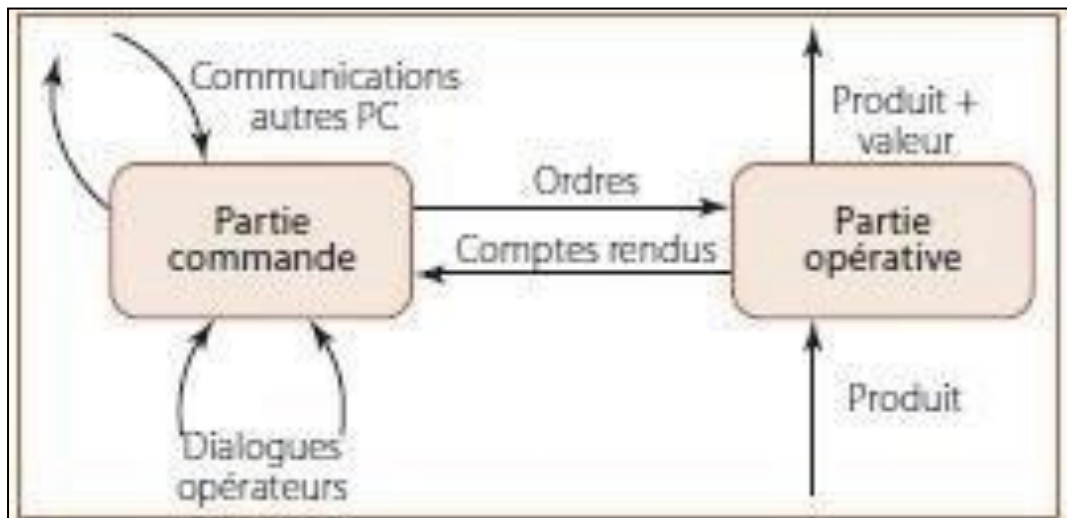 Communications
autres PC
Produit +
valeur
Ordres
Partie
commande
Comptes rendus
Partie
opérative
Produit
Dialogues
opérateurs